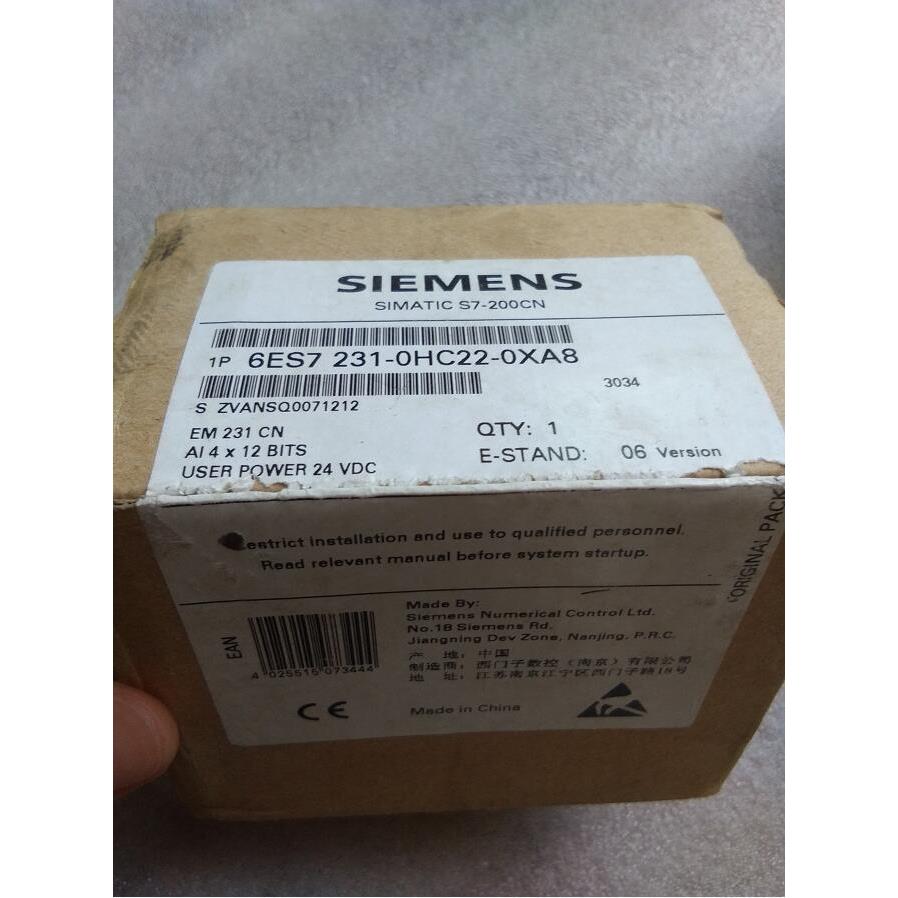 SIEMENS
SIMATIC S7-200CN
1P 6ES7 231-0HC22-0XA8
3034
S ZVANSQ0071212
EM 231 CN
QTY: 1
AI 4 x 12 BITS
E-STAND: 06 Version
USER POWER 24 VDC
estrict installation and use to qualified personnel.
Read relevant manual before system startup.
ORIGINAL PACK
Made By:
Siemens Numerical Control Ltd.
No.18 Siemens Rd.
Jiangning Dev Zone, Nanjing, P.R.C.
产 地: 中国
制造商: 西门子数控(南京)有限公司
地 址: 江苏南京江宁区西门子路18号
EAN
4 025515 073444
CE
Made in China